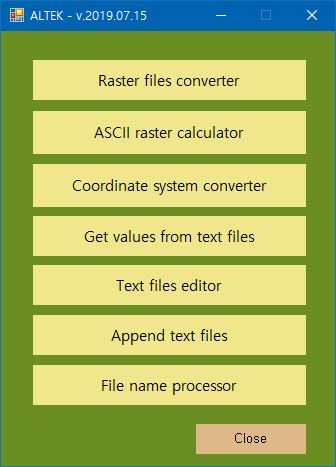 ALTEK - v.2019.07.15
Raster files converter
ASCII raster calculator
Coordinate system converter
Get values from text files
Text files editor
Append text files
File name processor
Close